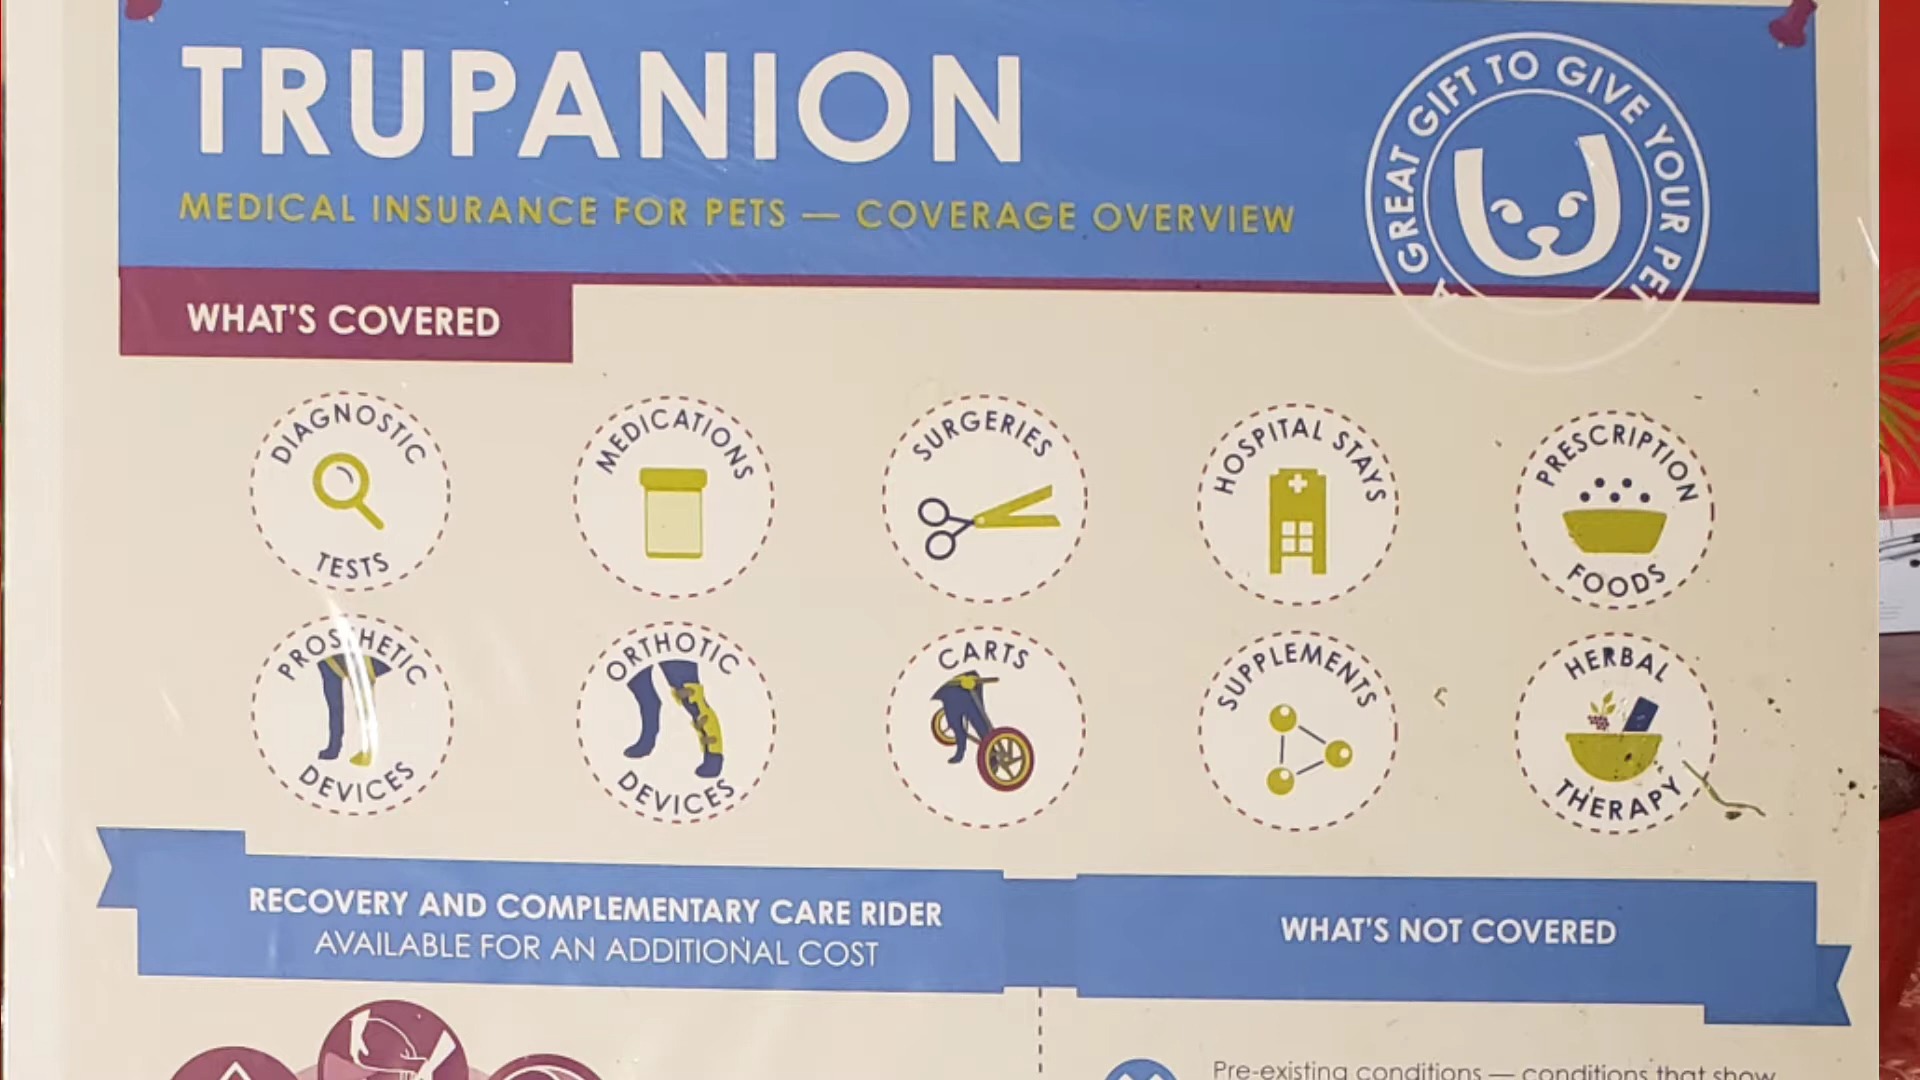 TRUPANION
MEDICAL INSURANCE FOR PETS — COVERAGE OVERVIEW
A GREAT GIFT TO GIVE YOUR PET
WHAT'S COVERED
DIAGNOSTIC
TESTS
MEDICATIONS
SURGERIES
HOSPITAL STAYS
PRESCRIPTION
FOODS
PROSTHETIC
DEVICES
ORTHOTIC
DEVICES
CARTS
SUPPLEMENTS
HERBAL
THERAPY
RECOVERY AND COMPLEMENTARY CARE RIDER
AVAILABLE FOR AN ADDITIONAL COST
WHAT'S NOT COVERED
Pre-existing conditions — conditions that show